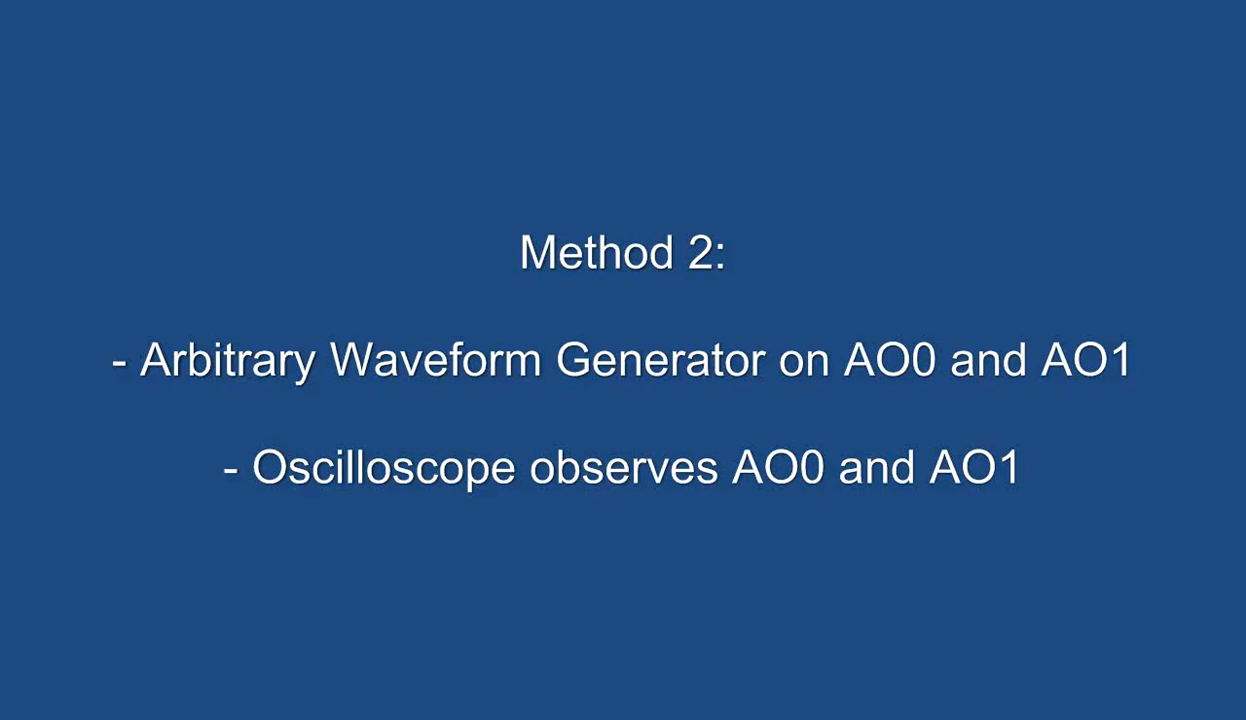 Method 2:
- Arbitrary Waveform Generator on AO0 and AO1
- Oscilloscope observes AO0 and AO1